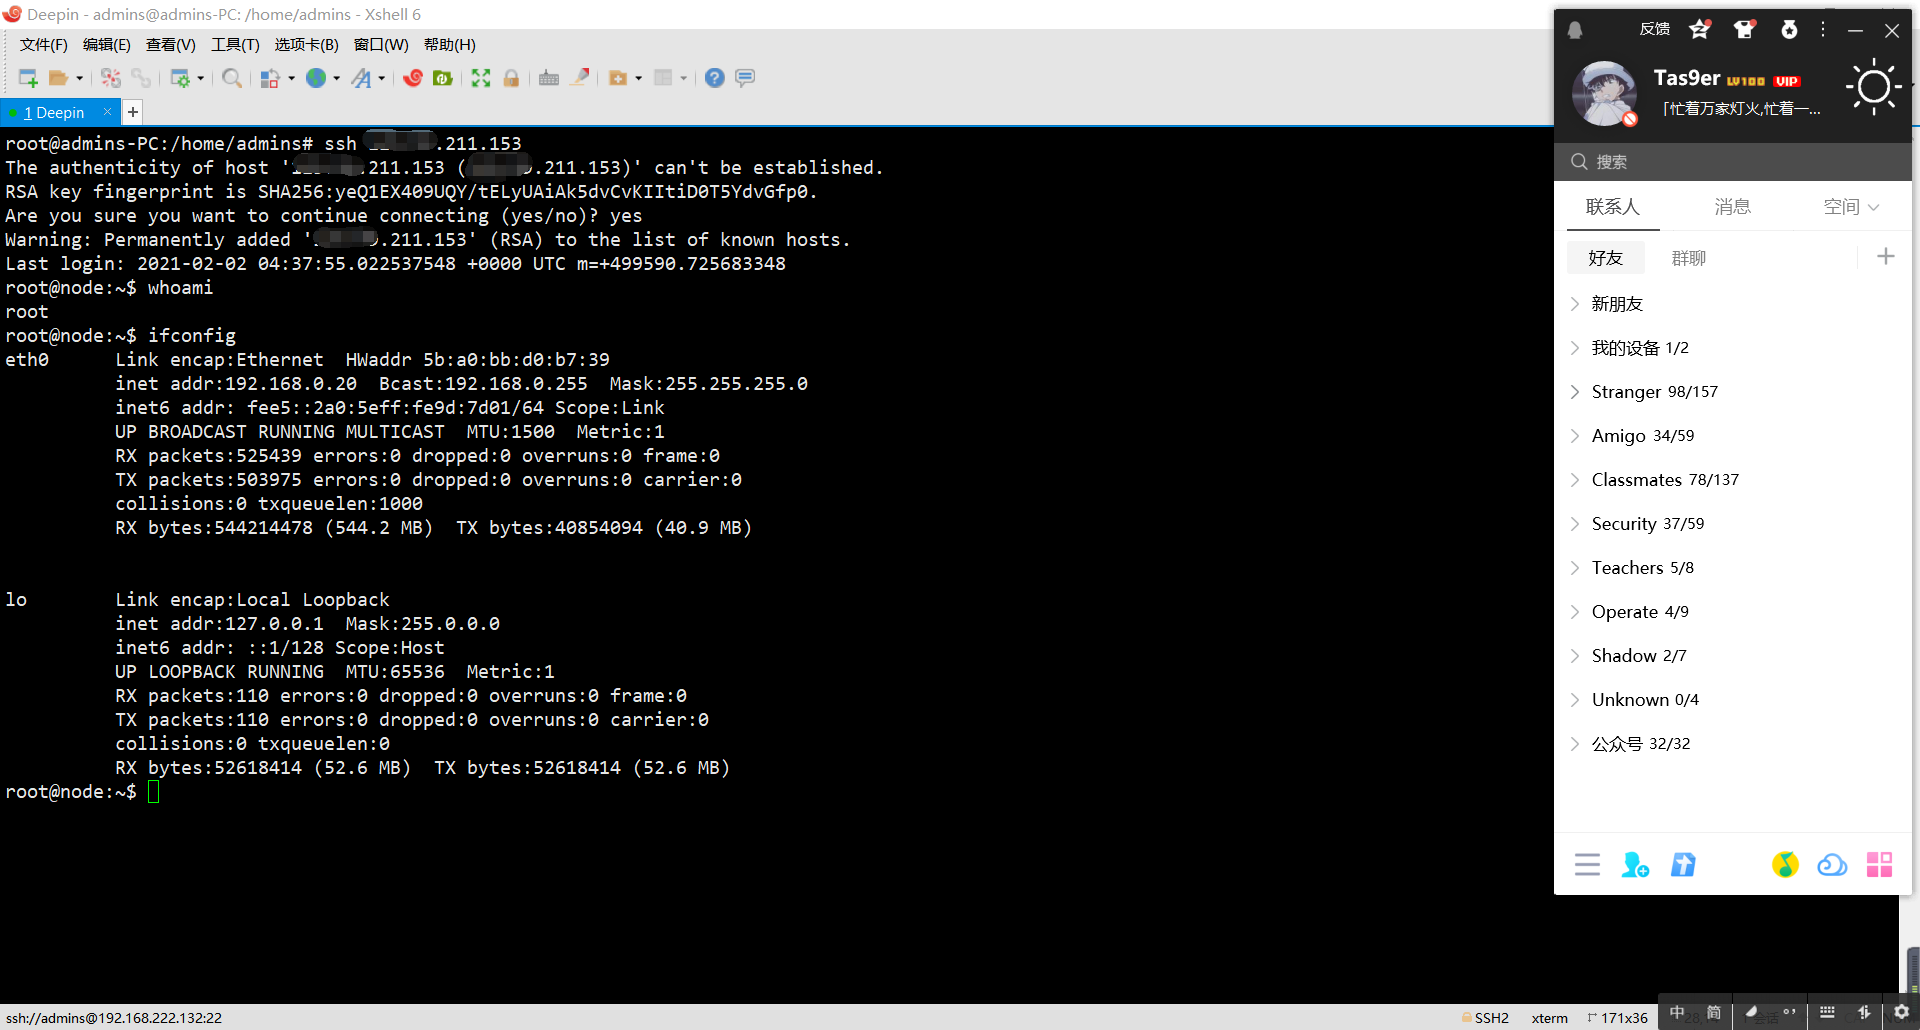 Deepin - admins@admins-PC: /home/admins - Xshell 6
文件(F) 编辑(E) 查看(V) 工具(T) 选项卡(B) 窗口(W) 帮助(H)
1 Deepin × +
root@admins-PC:/home/admins# ssh .211.153
The authenticity of host ' .211.153 ( .211.153)' can't be established.
RSA key fingerprint is SHA256:yeQ1EX409UQY/tELyUAiAk5dvCvKIItiD0T5YdvGfp0.
Are you sure you want to continue connecting (yes/no)? yes
Warning: Permanently added ' .211.153' (RSA) to the list of known hosts.
Last login: 2021-02-02 04:37:55.022537548 +0000 UTC m=+499590.725683348
root@node:~$ whoami
root
root@node:~$ ifconfig
eth0      Link encap:Ethernet  HWaddr 5b:a0:bb:d0:b7:39
          inet addr:192.168.0.20  Bcast:192.168.0.255  Mask:255.255.255.0
          inet6 addr: fee5::2a0:5eff:fe9d:7d01/64 Scope:Link
          UP BROADCAST RUNNING MULTICAST  MTU:1500  Metric:1
          RX packets:525439 errors:0 dropped:0 overruns:0 frame:0
          TX packets:503975 errors:0 dropped:0 overruns:0 carrier:0
          collisions:0 txqueuelen:1000
          RX bytes:544214478 (544.2 MB)  TX bytes:40854094 (40.9 MB)
lo        Link encap:Local Loopback
          inet addr:127.0.0.1  Mask:255.0.0.0
          inet6 addr: ::1/128 Scope:Host
          UP LOOPBACK RUNNING  MTU:65536  Metric:1
          RX packets:110 errors:0 dropped:0 overruns:0 frame:0
          TX packets:110 errors:0 dropped:0 overruns:0 carrier:0
          collisions:0 txqueuelen:0
          RX bytes:52618414 (52.6 MB)  TX bytes:52618414 (52.6 MB)
root@node:~$
ssh://admins@192.168.222.132:22
SSH2 xterm 171x36
反馈
Tas9er LV100 VIP
「忙着万家灯火,忙着一...
搜索
联系人 消息 空间
好友 群聊
新朋友
我的设备 1/2
Stranger 98/157
Amigo 34/59
Classmates 78/137
Security 37/59
Teachers 5/8
Operate 4/9
Shadow 2/7
Unknown 0/4
公众号 32/32
中 简